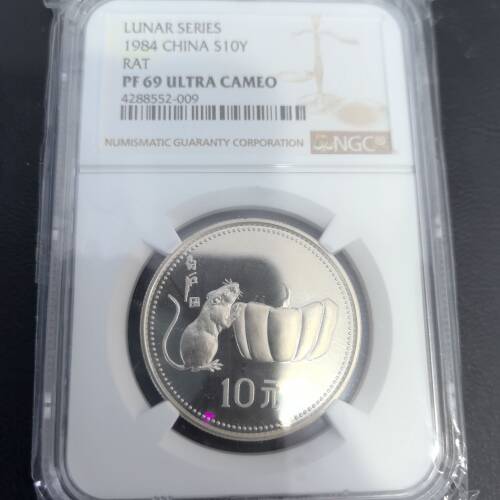 LUNAR SERIES
1984 CHINA S10Y
RAT
PF 69 ULTRA CAMEO
4288552-009
NUMISMATIC GUARANTY CORPORATION
NGC
10元